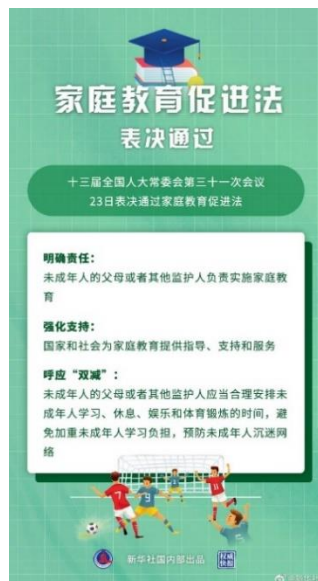 家庭教育促进法
表决通过
十三届全国人大常委会第三十一次会议
23日表决通过家庭教育促进法
明确责任：
未成年人的父母或者其他监护人负责实施家庭教
育
强化支持：
国家和社会为家庭教育提供指导、支持和服务
呼应“双减”：
未成年人的父母或者其他监护人应当合理安排未
成年人学习、休息、娱乐和体育锻炼的时间，避
免加重未成年人学习负担，预防未成年人沉迷网
络
7
9
11
新华社国内部出品
权威
快报